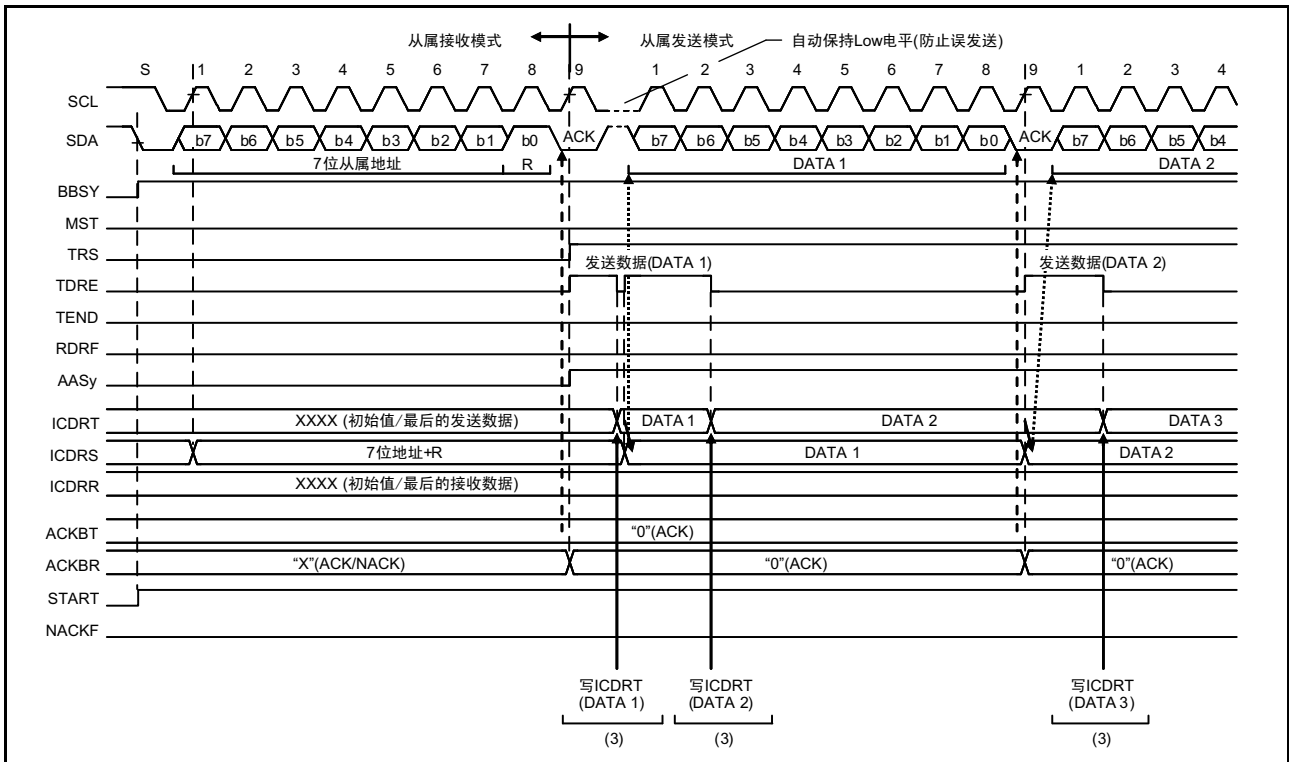 从属接收模式 从属发送模式 自动保持Low电平(防止误发送)
S 1 2 3 4 5 6 7 8 9 1 2 3 4 5 6 7 8 9 1 2 3 4
SCL
SDA b7 b6 b5 b4 b3 b2 b1 b0 ACK b7 b6 b5 b4 b3 b2 b1 b0 ACK b7 b6 b5 b4
7位从属地址 R DATA 1 DATA 2
BBSY
MST
TRS
发送数据(DATA 1) 发送数据(DATA 2)
TDRE
TEND
RDRF
AASy
ICDRT XXXX (初始值/最后的发送数据) DATA 1 DATA 2 DATA 3
ICDRS 7位地址+R DATA 1 DATA 2
ICDRR XXXX (初始值/最后的接收数据)
ACKBT “0”(ACK)
ACKBR “X”(ACK/NACK) “0”(ACK) “0”(ACK)
START
NACKF
写ICDRT 写ICDRT 写ICDRT
(DATA 1) (DATA 2) (DATA 3)
(3) (3) (3)